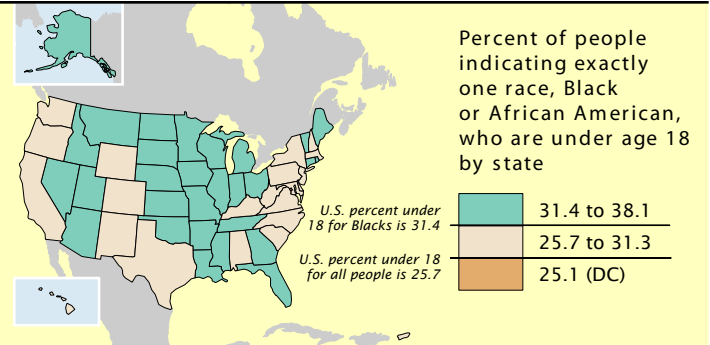 Percent of people
indicating exactly
one race, Black
or African American,
who are under age 18
by state
U.S. percent under
18 for Blacks is 31.4
31.4 to 38.1
25.7 to 31.3
U.S. percent under 18
for all people is 25.7
25.1 (DC)